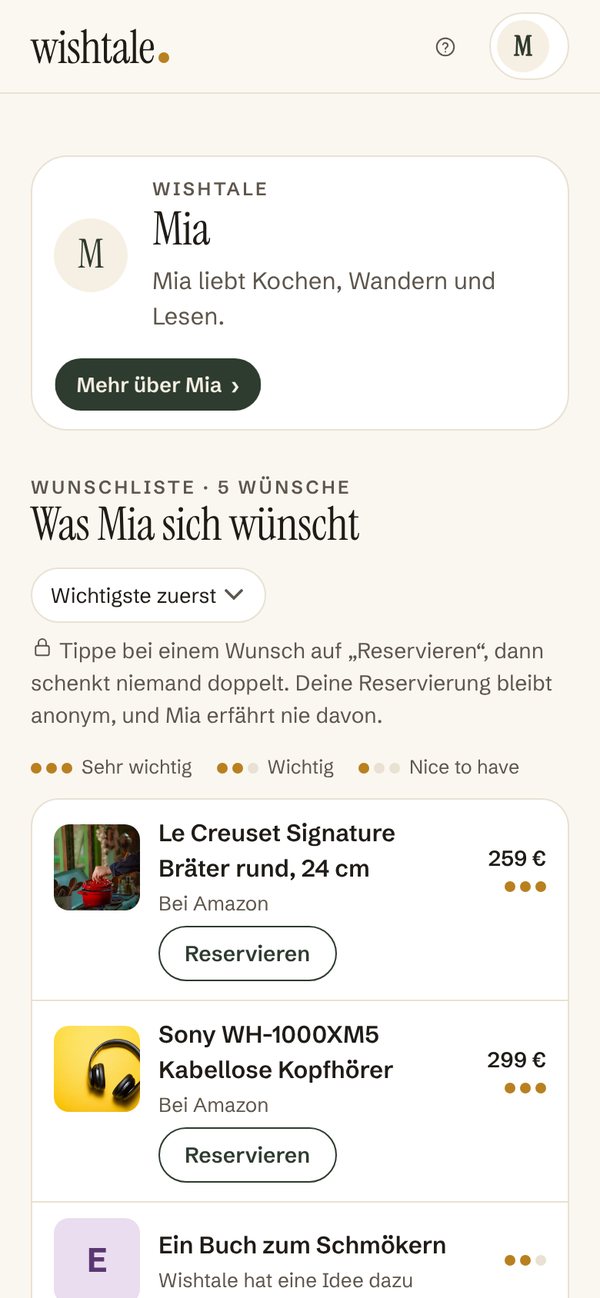 wishtale.
M
WISHTALE
Mia
M
Mia liebt Kochen, Wandern und
Lesen.
Mehr über Mia ›
WUNSCHLISTE · 5 WÜNSCHE
Was Mia sich wünscht
Wichtigste zuerst
Tippe bei einem Wunsch auf „Reservieren“, dann
schenkt niemand doppelt. Deine Reservierung bleibt
anonym, und Mia erfährt nie davon.
Sehr wichtig Wichtig Nice to have
Le Creuset Signature
Bräter rund, 24 cm
259 €
Bei Amazon
Reservieren
Sony WH-1000XM5
Kabellose Kopfhörer
299 €
Bei Amazon
Reservieren
E
Ein Buch zum Schmökern
Wishtale hat eine Idee dazu